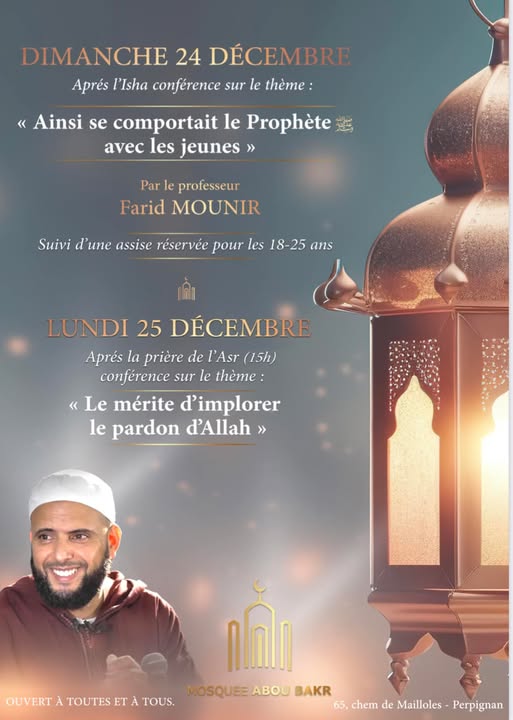 DIMANCHE 24 DÉCEMBRE
Aprés l’Isha conférence sur le thème :
« Ainsi se comportait le Prophète ﷺ
avec les jeunes »
Par le professeur
Farid MOUNIR
Suivi d’une assise réservée pour les 18-25 ans
LUNDI 25 DÉCEMBRE
Aprés la prière de l’Asr (15h)
conférence sur le thème :
« Le mérite d’implorer
le pardon d’Allah »
MOSQUÉE ABOU BAKR
OUVERT À TOUTES ET À TOUS.
65, chem de Mailloles - Perpignan